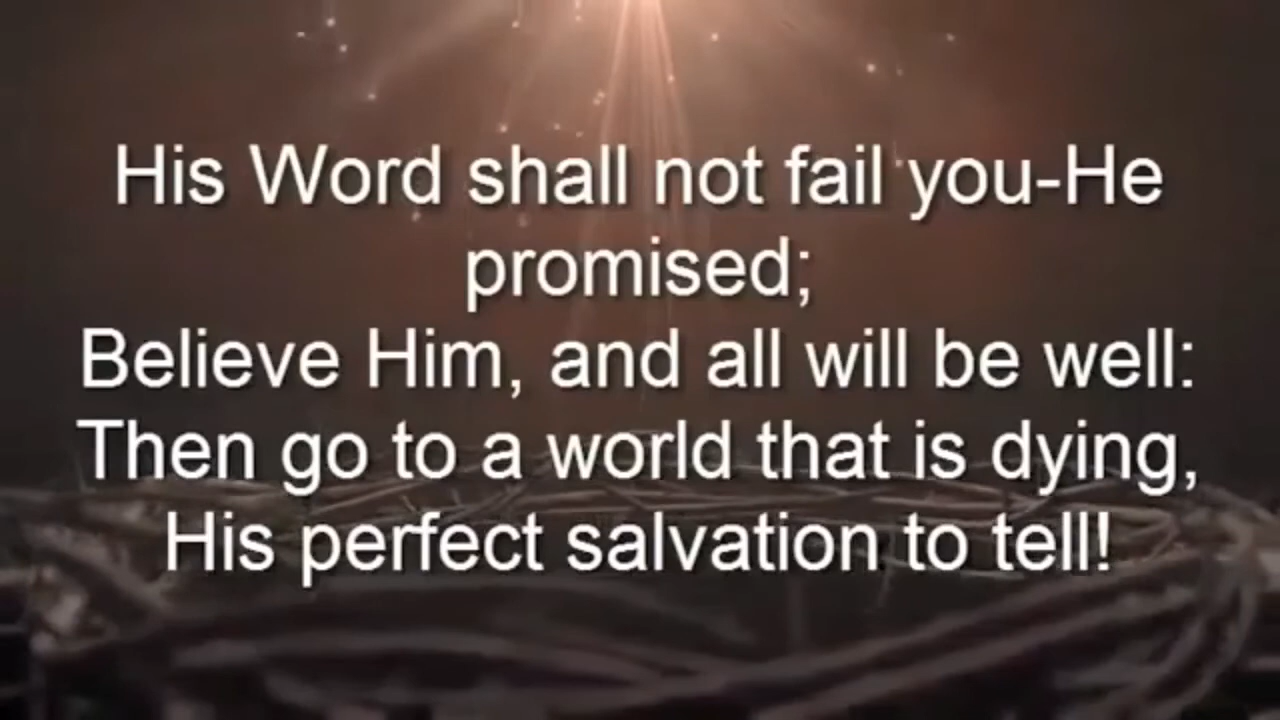 His Word shall not fail you-He
promised;
Believe Him, and all will be well:
Then go to a world that is dying,
His perfect salvation to tell!